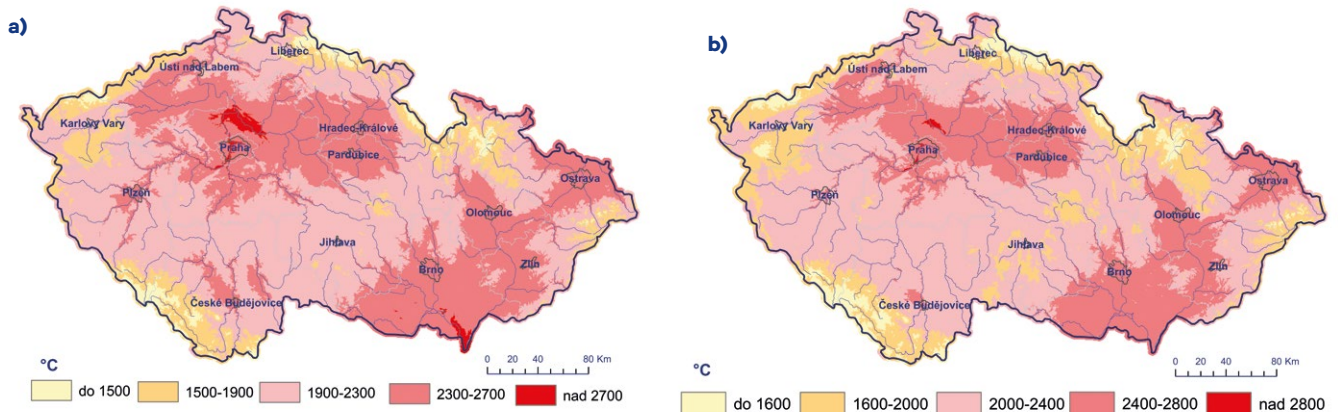 a)
Liberec
Ústí nad Labem
Karlovy Vary
Hradec-Králové
Praha
Pardubice
Plzeň
Ostrava
Olomouc
Jihlava
Brno
Zlín
České Budějovice
°C
0 20 40 80 Km
do 1500 1500-1900 1900-2300 2300-2700 nad 2700
b)
Liberec
Ústí nad Labem
Karlovy Vary
Hradec-Králové
Praha
Pardubice
Plzeň
Ostrava
Olomouc
Jihlava
Brno
Zlín
České Budějovice
°C
0 20 40 80 Km
do 1600 1600-2000 2000-2400 2400-2800 nad 2800